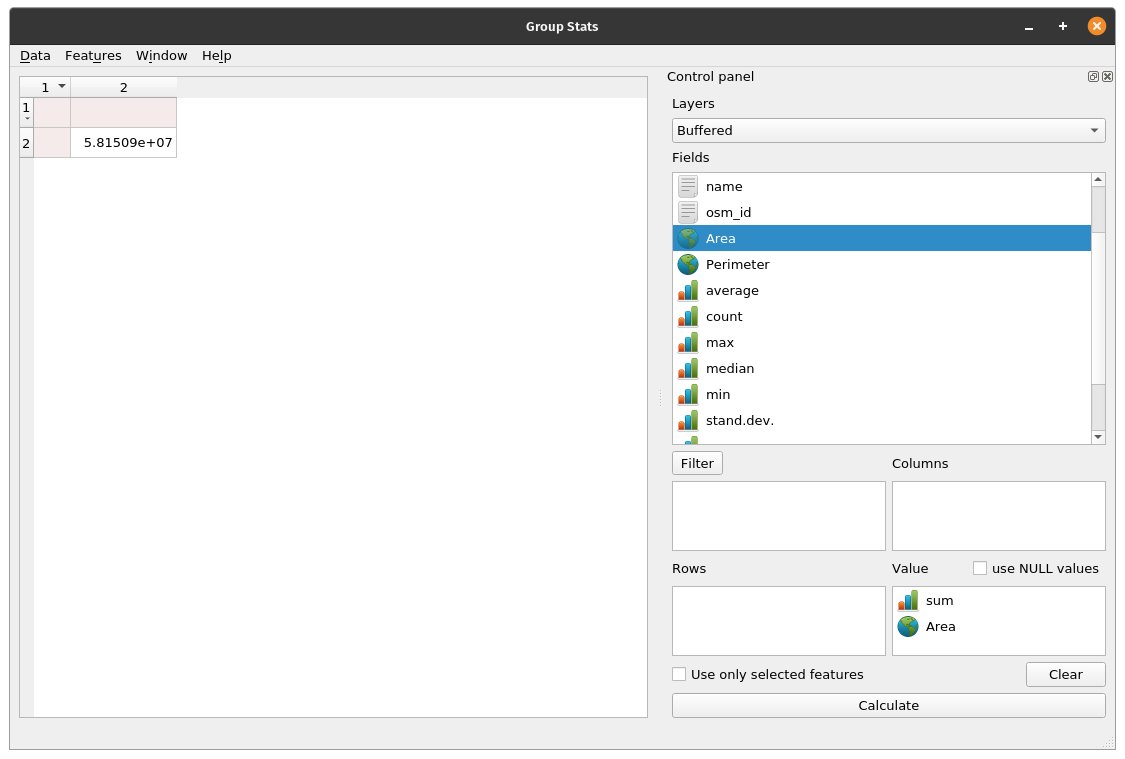 Group Stats
Data Features Window Help
1 2
1
2 5.81509e+07
Control panel
Layers
Buffered
Fields
name
osm_id
Area
Perimeter
average
count
max
median
min
stand.dev.
Filter
Columns
Rows
Value
use NULL values
sum
Area
Use only selected features
Clear
Calculate